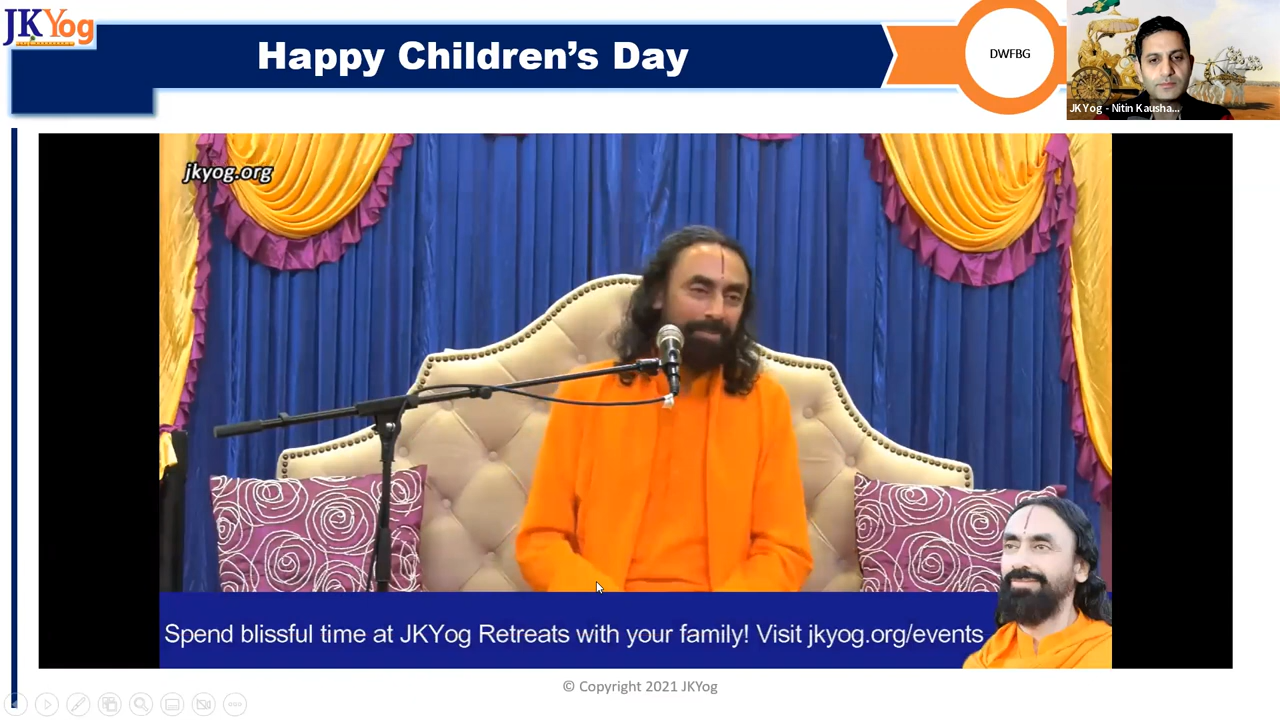 JKYog
Happy Children's Day
DWFBG
JKYog - Nitin Kausha...
jkyog.org
Spend blissful time at JKYog Retreats with your family! Visit jkyog.org/events
© Copyright 2021 JKYog